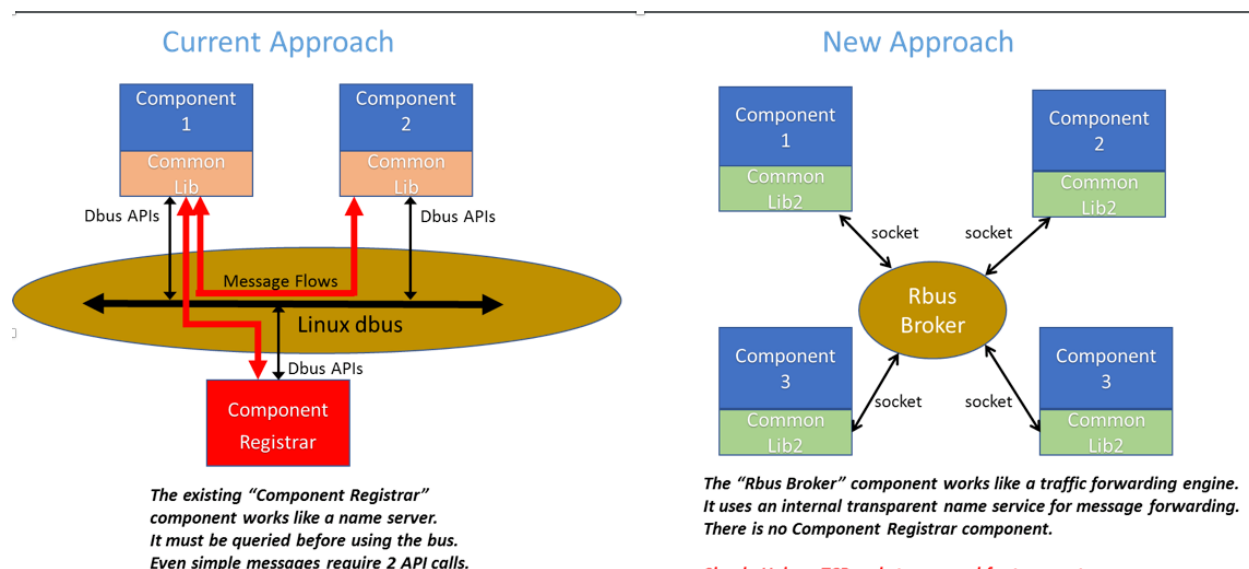 Current Approach
Component
1
Common
Lib
Component
2
Common
Lib
Dbus APIs
Dbus APIs
Message Flows
Linux dbus
Dbus APIs
Component
Registrar
The existing “Component Registrar”
component works like a name server.
It must be queried before using the bus.
Even simple messages require 2 API calls.
New Approach
Component
1
Common
Lib2
Component
2
Common
Lib2
socket
socket
Rbus
Broker
Component
3
Common
Lib2
Component
3
Common
Lib2
socket
socket
The “Rbus Broker” component works like a traffic forwarding engine.
It uses an internal transparent name service for message forwarding.
There is no Component Registrar component.